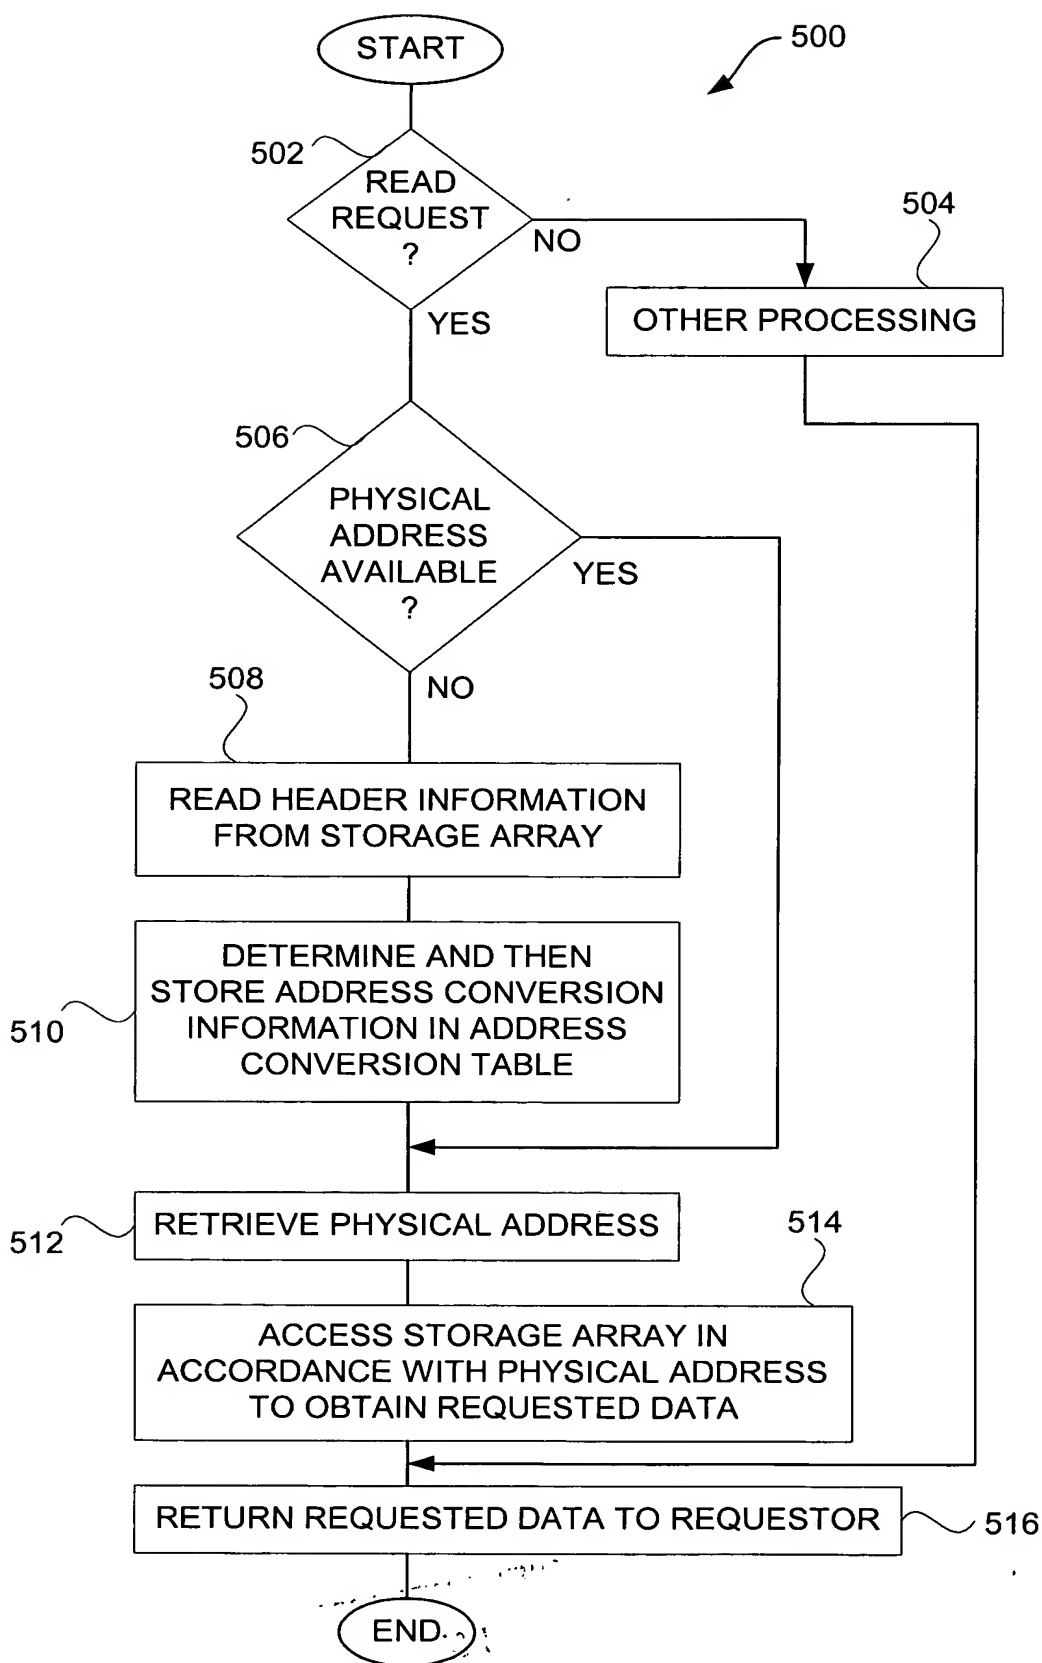 START
500
502
READ
REQUEST
?
NO
504
OTHER PROCESSING
YES
506
PHYSICAL
ADDRESS
AVAILABLE
?
YES
NO
508
READ HEADER INFORMATION
FROM STORAGE ARRAY
DETERMINE AND THEN
STORE ADDRESS CONVERSION
INFORMATION IN ADDRESS
CONVERSION TABLE
510
RETRIEVE PHYSICAL ADDRESS
512
514
ACCESS STORAGE ARRAY IN
ACCORDANCE WITH PHYSICAL ADDRESS
TO OBTAIN REQUESTED DATA
RETURN REQUESTED DATA TO REQUESTOR
516
END